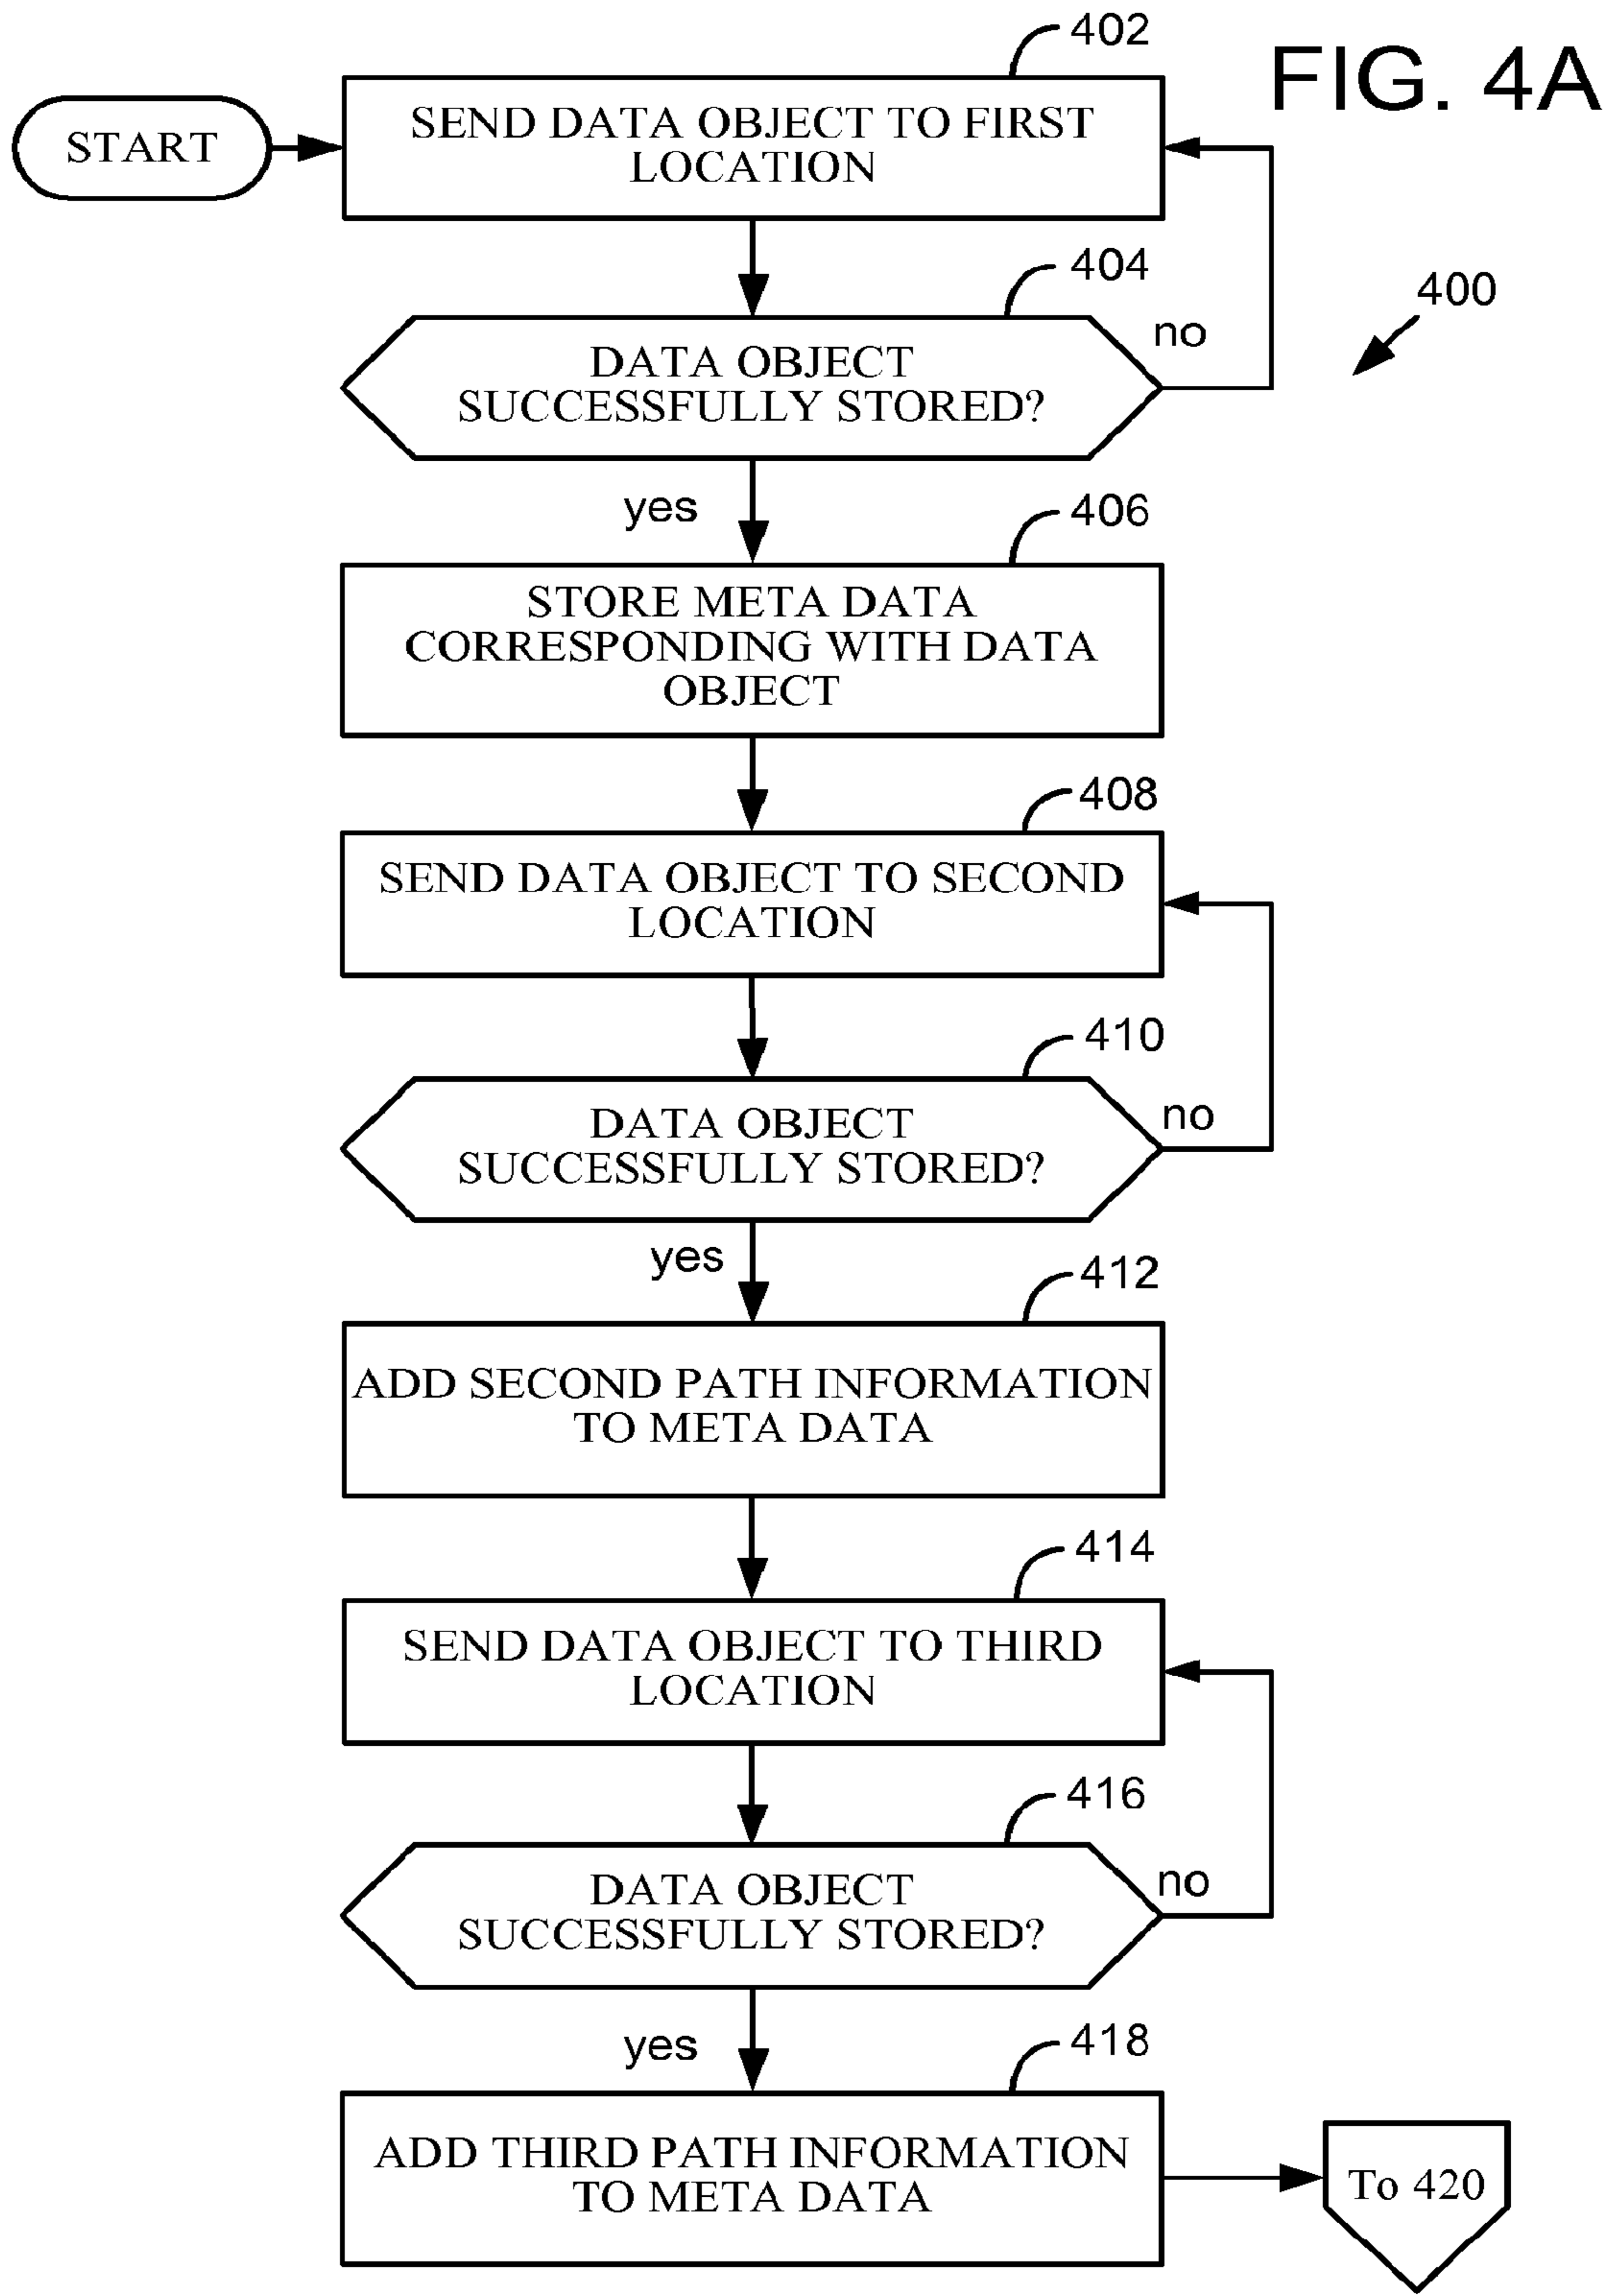 402
FIG. 4A
START
SEND DATA OBJECT TO FIRST
LOCATION
404
400
no
DATA OBJECT
SUCCESSFULLY STORED?
yes
406
STORE META DATA
CORRESPONDING WITH DATA
OBJECT
408
SEND DATA OBJECT TO SECOND
LOCATION
410
no
DATA OBJECT
SUCCESSFULLY STORED?
yes
412
ADD SECOND PATH INFORMATION
TO META DATA
414
SEND DATA OBJECT TO THIRD
LOCATION
416
no
DATA OBJECT
SUCCESSFULLY STORED?
yes
418
ADD THIRD PATH INFORMATION
TO META DATA
To 420